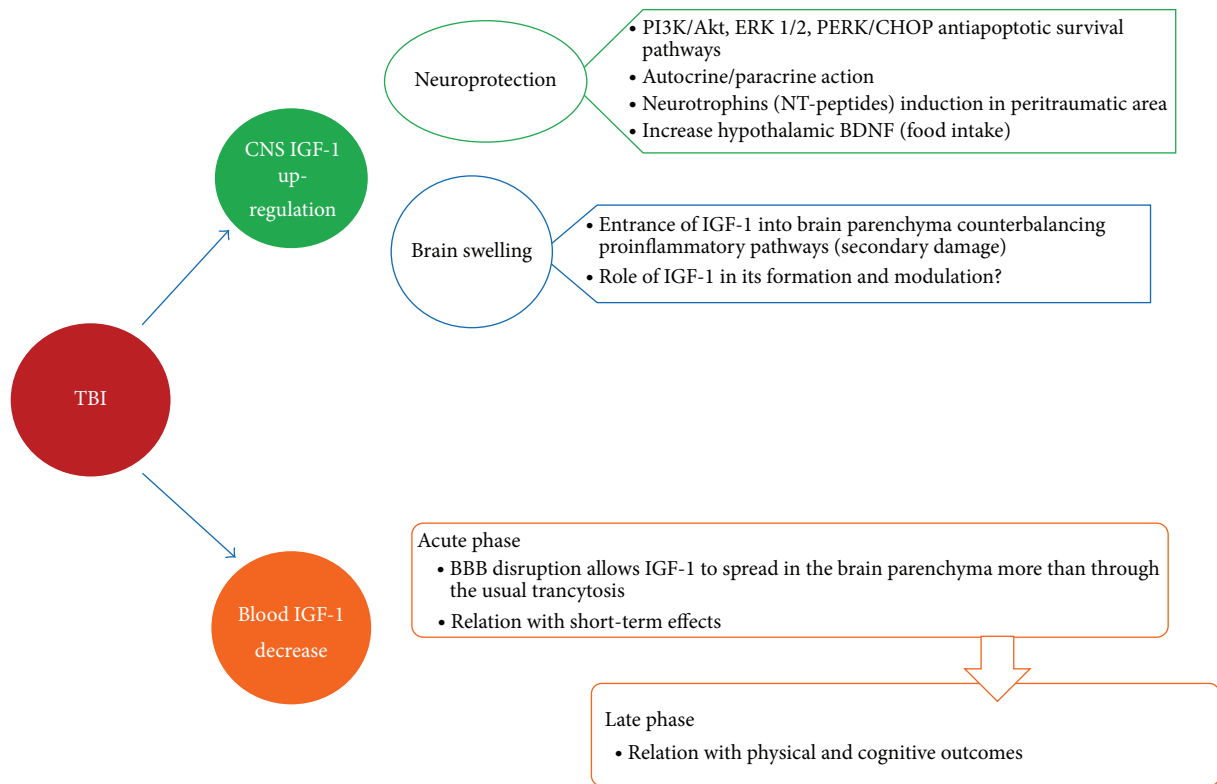 • PI3K/Akt, ERK 1/2, PERK/CHOP antiapoptotic survival
pathways
• Autocrine/paracrine action
• Neurotrophins (NT-peptides) induction in peritraumatic area
• Increase hypothalamic BDNF (food intake)
Neuroprotection
CNS IGF-1
up-
regulation
• Entrance of IGF-1 into brain parenchyma counterbalancing
proinflammatory pathways (secondary damage)
• Role of IGF-1 in its formation and modulation?
Brain swelling
TBI
Blood IGF-1
decrease
Acute phase
• BBB disruption allows IGF-1 to spread in the brain parenchyma more than through
the usual trancytosis
• Relation with short-term effects
Late phase
• Relation with physical and cognitive outcomes